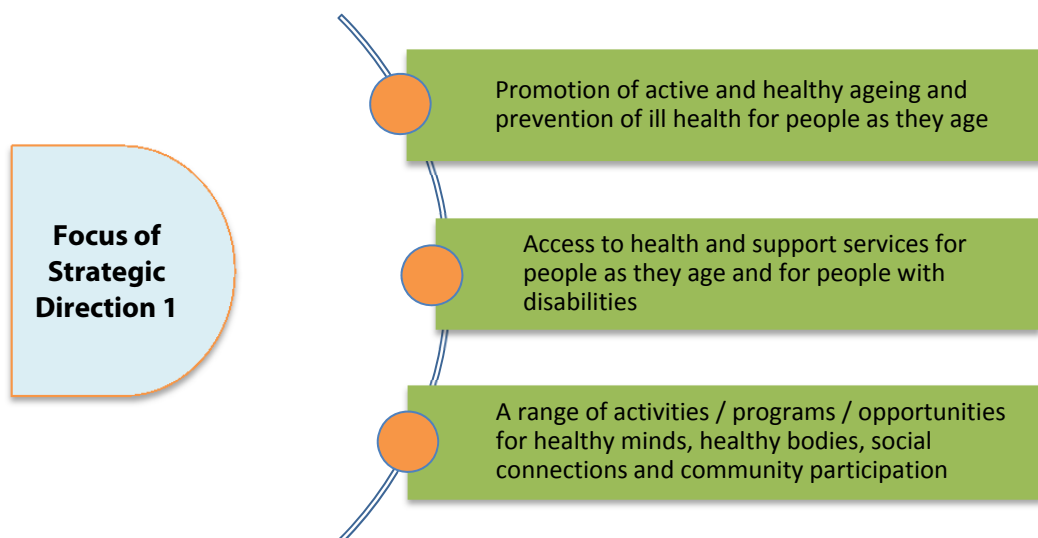 Focus of
Strategic
Direction 1
Promotion of active and healthy ageing and
prevention of ill health for people as they age
Access to health and support services for
people as they age and for people with
disabilities
A range of activities / programs / opportunities
for healthy minds, healthy bodies, social
connections and community participation